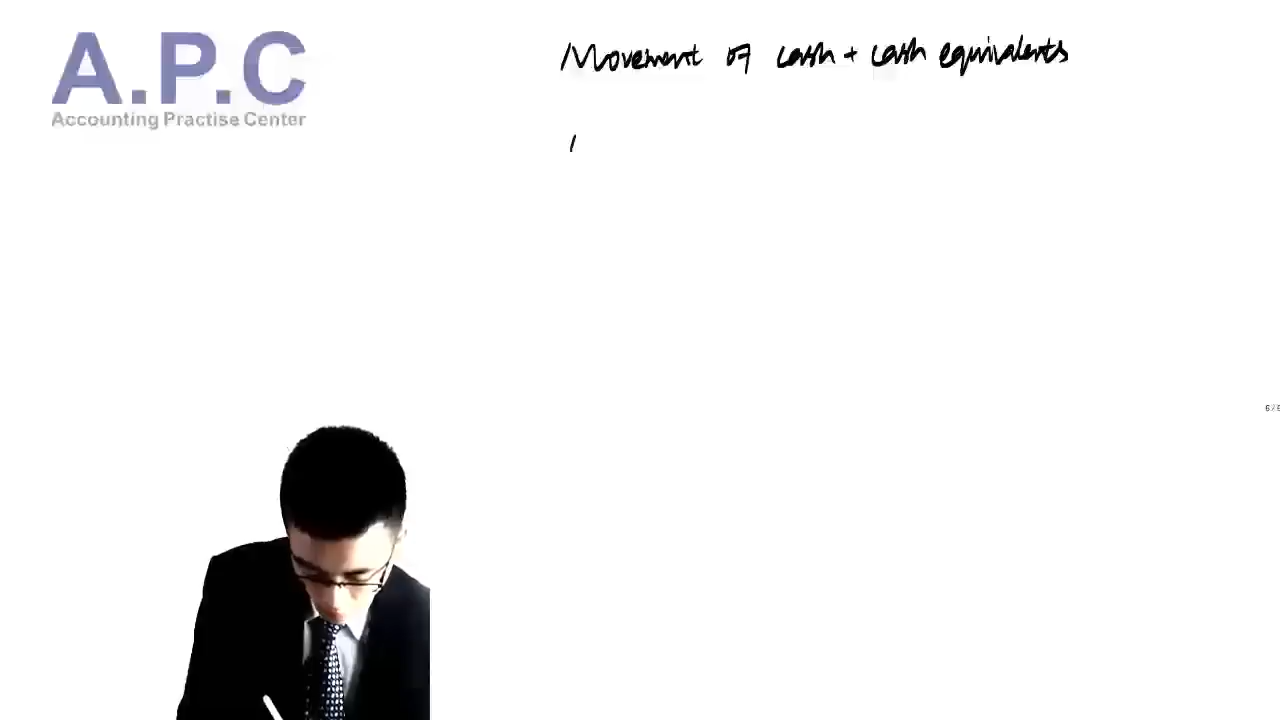 A.P.C
Accounting Practise Center
Movement of cash + cash equivalents